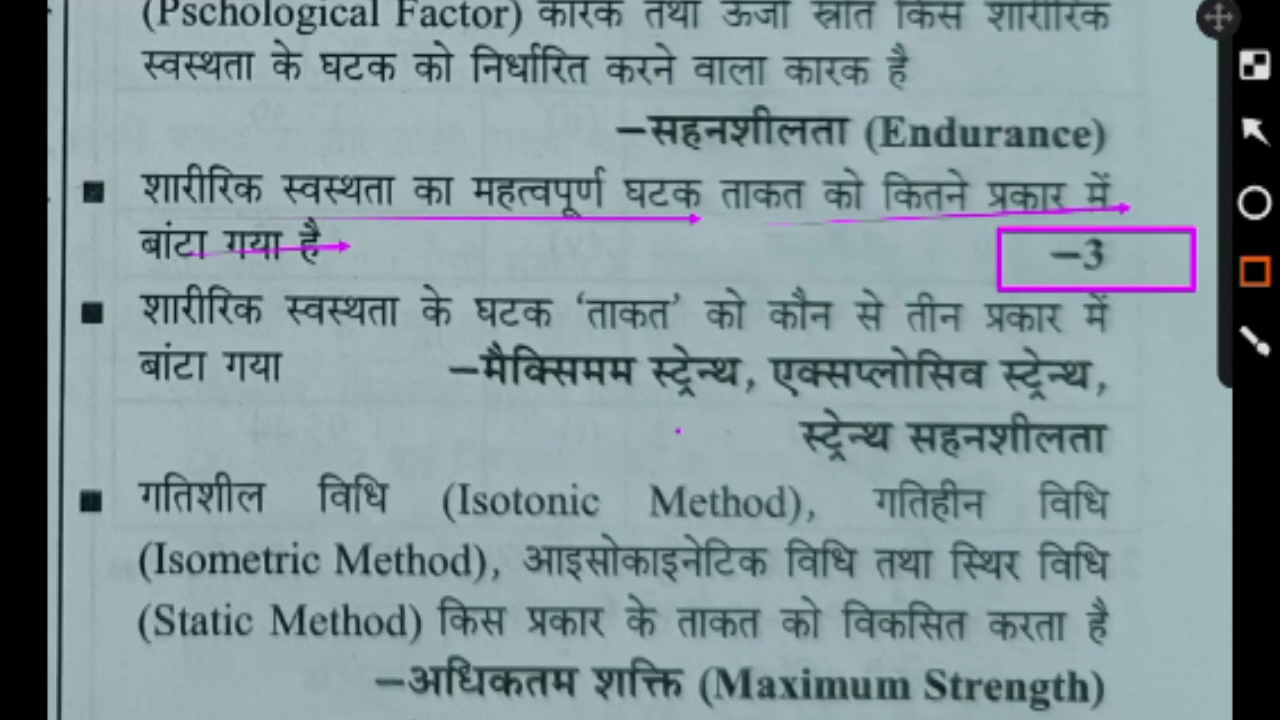 (Pschological Factor) कारक तथा ऊर्जा स्रोत किस शारीरिक
स्वस्थता के घटक को निर्धारित करने वाला कारक है
–सहनशीलता (Endurance)
■ शारीरिक स्वस्थता का महत्वपूर्ण घटक ताकत को कितने प्रकार में
बांटा गया है –3
■ शारीरिक स्वस्थता के घटक ‘ताकत’ को कौन से तीन प्रकार में
बांटा गया –मैक्सिमम स्ट्रेन्थ, एक्सप्लोसिव स्ट्रेन्थ,
स्ट्रेन्थ सहनशीलता
■ गतिशील विधि (Isotonic Method), गतिहीन विधि
(Isometric Method), आइसोकाइनेटिक विधि तथा स्थिर विधि
(Static Method) किस प्रकार के ताकत को विकसित करता है
–अधिकतम शक्ति (Maximum Strength)